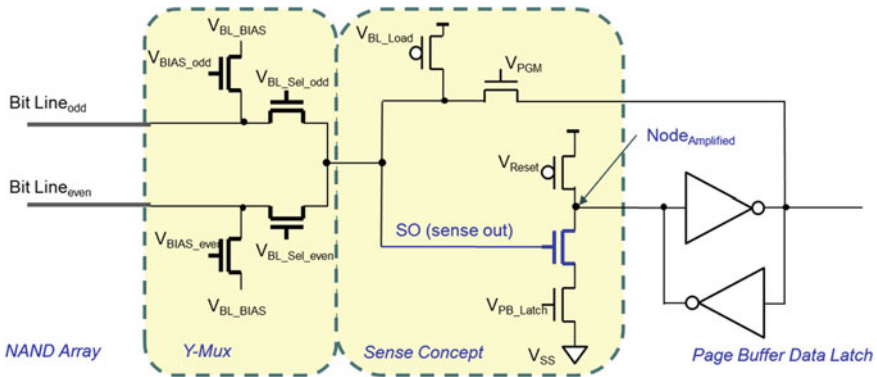 V_BL_BIAS
V_BIAS_odd
V_BL_Sel_odd
Bit Line_odd
Bit Line_even
V_BIAS_even
V_BL_Sel_even
V_BL_BIAS
V_BL_Load
V_PGM
V_Reset
Node_Amplified
SO (sense out)
V_PB_Latch
V_SS
NAND Array
Y-Mux
Sense Concept
Page Buffer Data Latch